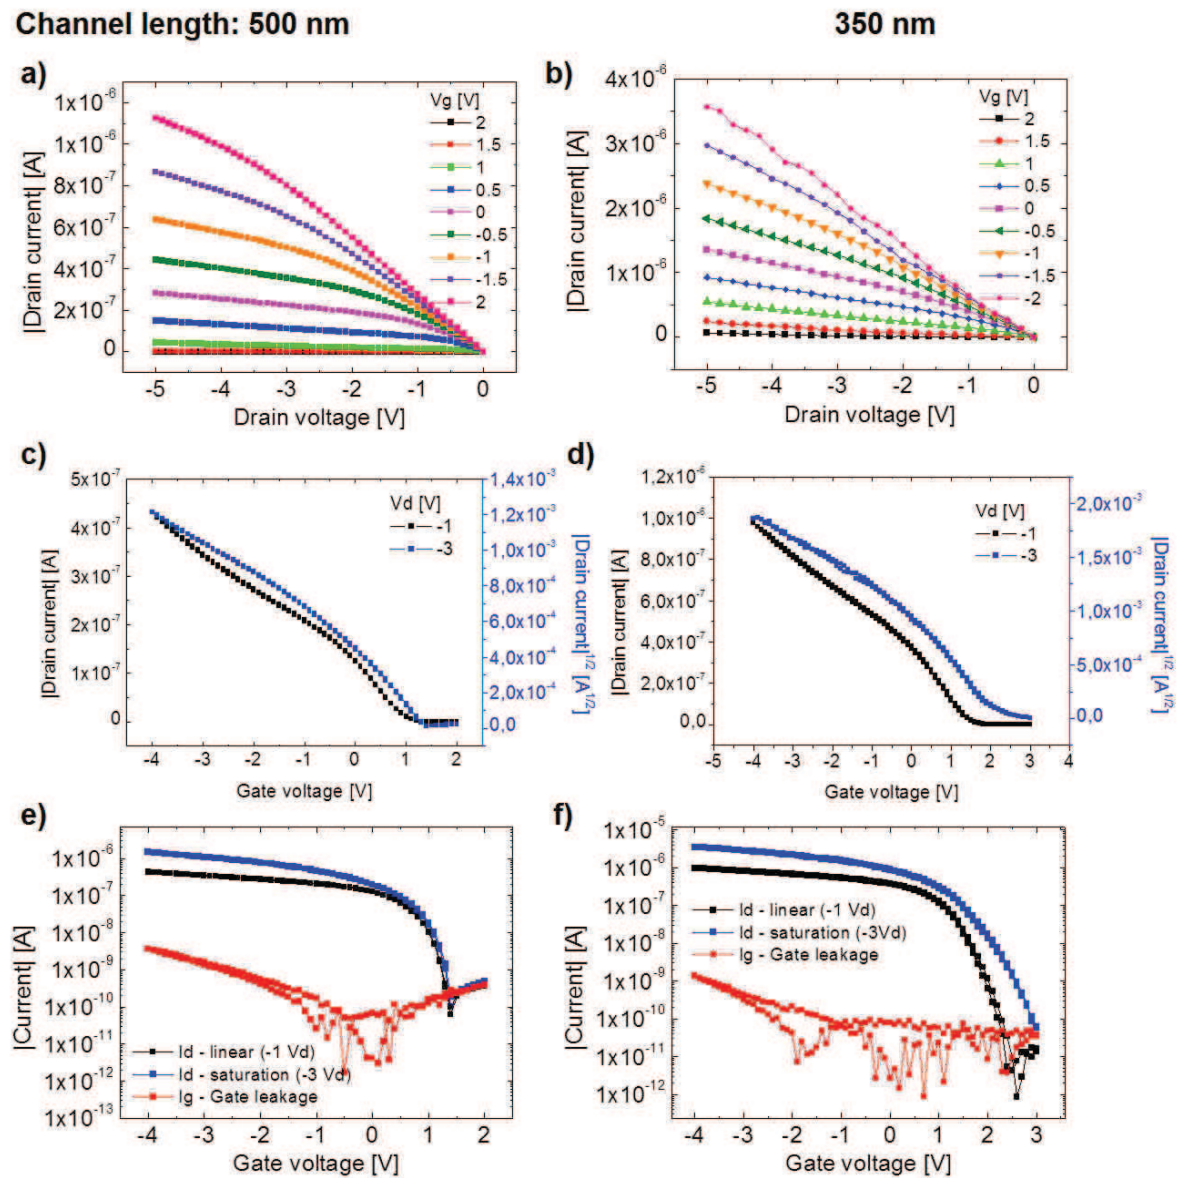 Channel length: 500 nm
350 nm
a)
1x10-6
8x10-7
6x10-7
4x10-7
2x10-7
0
|Drain current| [A]
-5 -4 -3 -2 -1 0
Drain voltage [V]
Vg [V]
2
1.5
1
0.5
0
-0.5
-1
-1.5
2
b)
4x10-6
3x10-6
2x10-6
1x10-6
0
|Drain current| [A]
-5 -4 -3 -2 -1 0
Drain voltage [V]
Vg [V]
2
1.5
1
0.5
0
-0.5
-1
-1.5
-2
c)
5x10-7
4x10-7
3x10-7
2x10-7
1x10-7
0
|Drain current| [A]
-4 -3 -2 -1 0 1 2
Gate voltage [V]
Vd [V]
-1
-3
1,4x10-3
1,2x10-3
1,0x10-3
8,0x10-4
6,0x10-4
4,0x10-4
2,0x10-4
0,0
|Drain current|1/2 [A1/2]
d)
1,2x10-6
1,0x10-6
8,0x10-7
6,0x10-7
4,0x10-7
2,0x10-7
0,0
|Drain current| [A]
-5 -4 -3 -2 -1 0 1 2 3 4
Gate voltage [V]
Vd [V]
-1
-3
2,0x10-3
1,5x10-3
1,0x10-3
5,0x10-4
0,0
|Drain current|1/2 [A1/2]
e)
1x10-6
1x10-7
1x10-8
1x10-9
1x10-10
1x10-11
1x10-12
1x10-13
|Current| [A]
Id - linear (-1 Vd)
Id - saturation (-3 Vd)
Ig - Gate leakage
-4 -3 -2 -1 0 1 2
Gate voltage [V]
f)
1x10-5
1x10-6
1x10-7
1x10-8
1x10-9
1x10-10
1x10-11
1x10-12
|Current| [A]
Id - linear (-1 Vd)
Id - saturation (-3Vd)
Ig - Gate leakage
-4 -3 -2 -1 0 1 2 3
Gate voltage [V]